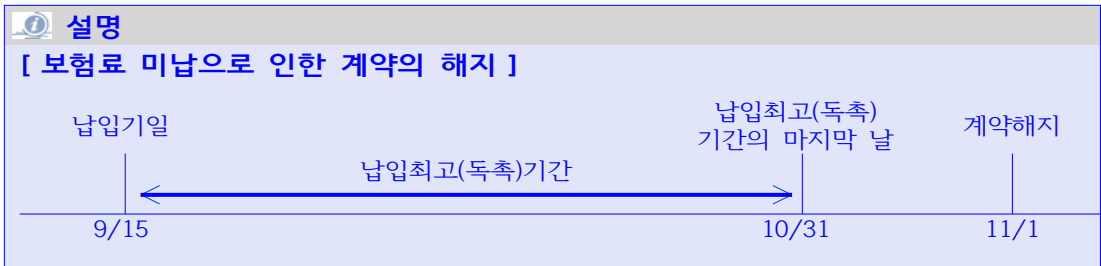 설명
[ 보험료 미납으로 인한 계약의 해지 ]
납입기일
납입최고(독촉)
기간의 마지막 날
계약해지
납입최고(독촉)기간
9/15
10/31
11/1